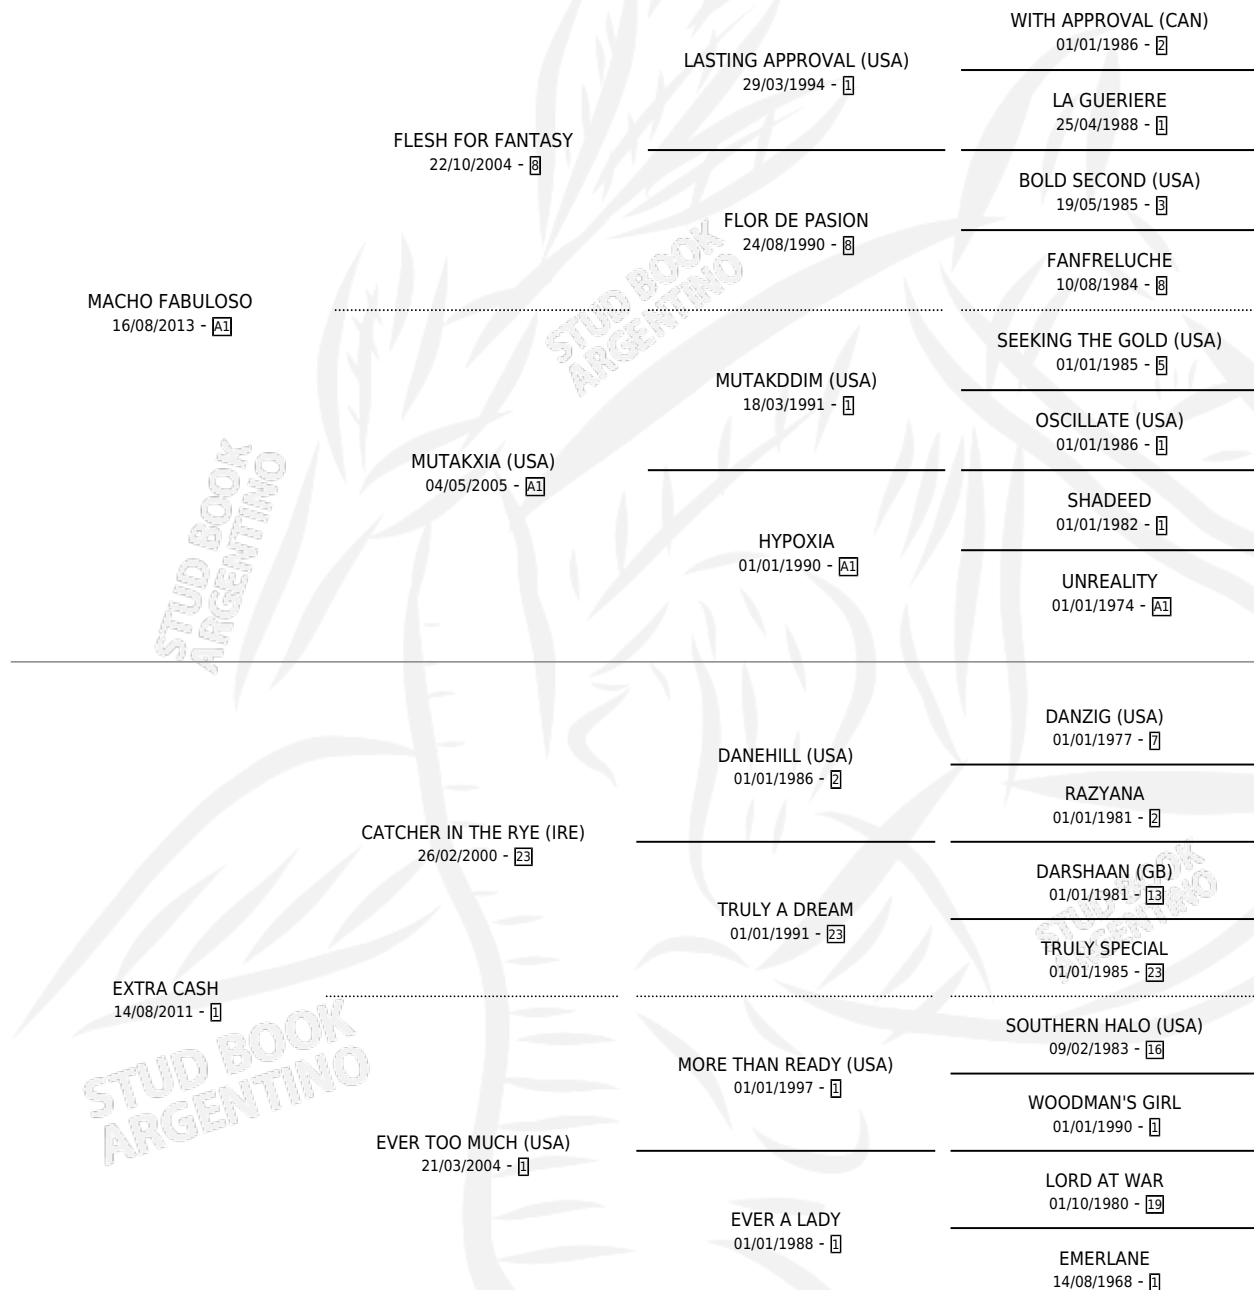 WITH APPROVAL (CAN)
01/01/1986 - 2
LASTING APPROVAL (USA)
29/03/1994 - 1
LA GUERIERE
25/04/1988 - 1
FLESH FOR FANTASY
22/10/2004 - 8
BOLD SECOND (USA)
19/05/1985 - 3
FLOR DE PASION
24/08/1990 - 8
FANFRELUCHE
10/08/1984 - 8
MACHO FABULOSO
16/08/2013 - A1
SEEKING THE GOLD (USA)
01/01/1985 - 5
MUTAKDDIM (USA)
18/03/1991 - 1
OSCILLATE (USA)
01/01/1986 - 1
MUTAKXIA (USA)
04/05/2005 - A1
SHADEED
01/01/1982 - 1
HYPOXIA
01/01/1990 - A1
UNREALITY
01/01/1974 - A1
STUD BOOK
ARGENTINO
STUD BOOK
ARGENTINO
DANZIG (USA)
01/01/1977 - 7
DANEHILL (USA)
01/01/1986 - 2
RAZYANA
01/01/1981 - 2
CATCHER IN THE RYE (IRE)
26/02/2000 - 23
DARSHAAN (GB)
01/01/1981 - 13
TRULY A DREAM
01/01/1991 - 23
TRULY SPECIAL
01/01/1985 - 23
STUD BOOK
ARGENTINO
EXTRA CASH
14/08/2011 - 1
SOUTHERN HALO (USA)
09/02/1983 - 16
MORE THAN READY (USA)
01/01/1997 - 1
WOODMAN'S GIRL
01/01/1990 - 1
EVER TOO MUCH (USA)
21/03/2004 - 1
LORD AT WAR
01/10/1980 - 19
EVER A LADY
01/01/1988 - 1
EMERLANE
14/08/1968 - 1
STUD BOOK
ARGENTINO